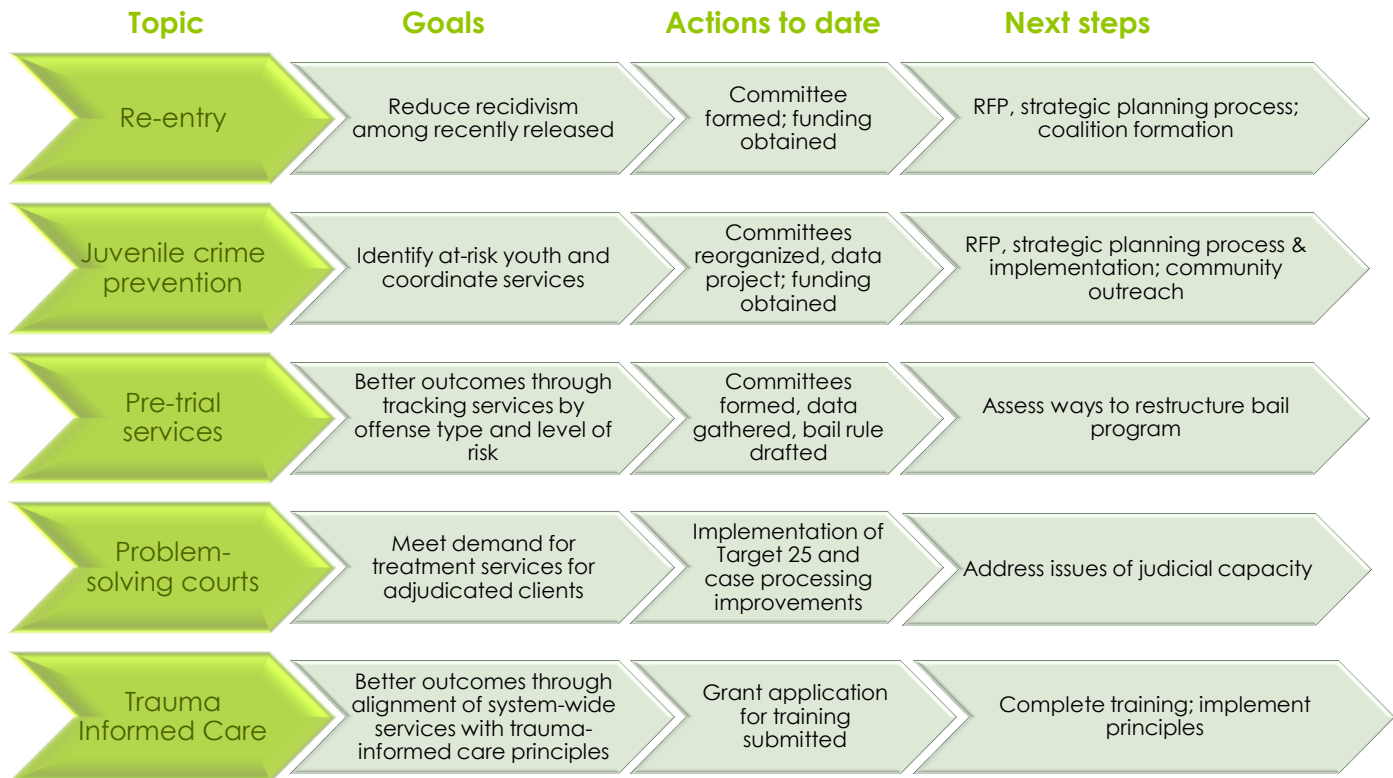 Topic
Goals
Actions to date
Next steps
Re-entry
Reduce recidivism
among recently released
Committee
formed; funding
obtained
RFP, strategic planning process;
coalition formation
Juvenile crime
prevention
Identify at-risk youth and
coordinate services
Committees
reorganized, data
project; funding
obtained
RFP, strategic planning process &
implementation; community
outreach
Pre-trial
services
Better outcomes through
tracking services by
offense type and level of
risk
Committees
formed, data
gathered, bail rule
drafted
Assess ways to restructure bail
program
Problem-
solving courts
Meet demand for
treatment services for
adjudicated clients
Implementation of
Target 25 and
case processing
improvements
Address issues of judicial capacity
Trauma
Informed Care
Better outcomes through
alignment of system-wide
services with trauma-
informed care principles
Grant application
for training
submitted
Complete training; implement
principles